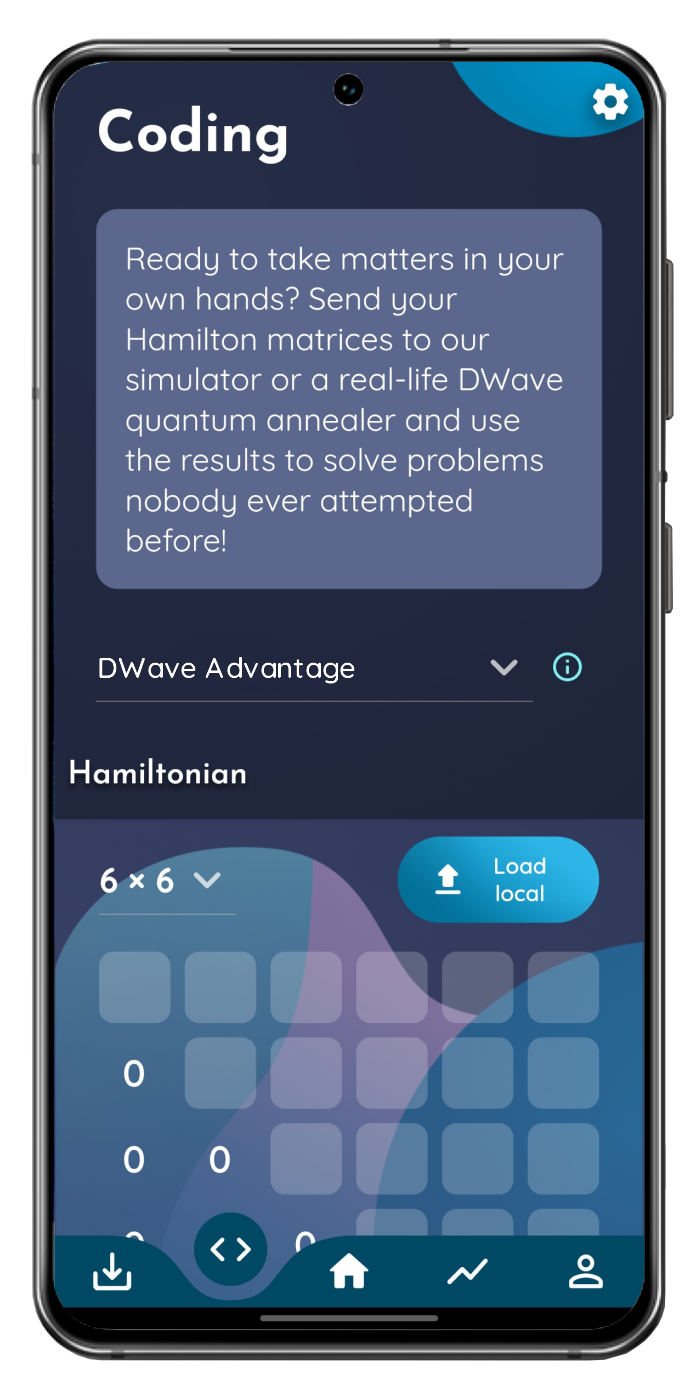 Coding
Ready to take matters in your
own hands? Send your
Hamilton matrices to our
simulator or a real-life DWave
quantum annealer and use
the results to solve problems
nobody ever attempted
before!
DWave Advantage
Hamiltonian
6 × 6
Load
local
0
0 0
0 0